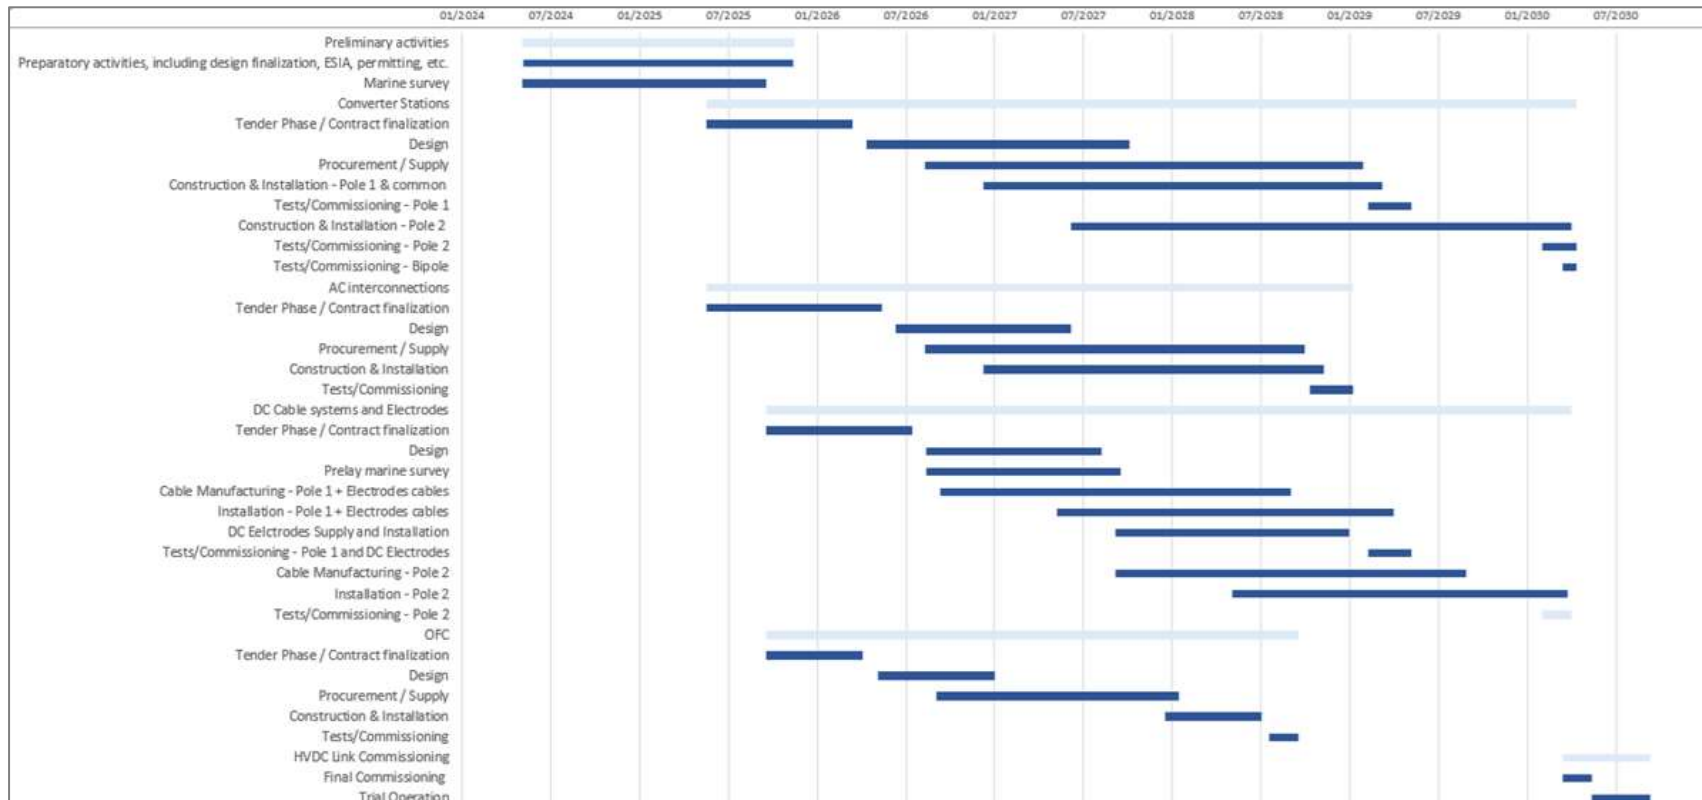 01/2024 07/2024 01/2025 07/2025 01/2026 07/2026 01/2027 07/2027 01/2028 07/2028 01/2029 07/2029 01/2030 07/2030
Preliminary activities
Preparatory activities, including design finalization, ESIA, permitting, etc.
Marine survey
Converter Stations
Tender Phase / Contract finalization
Design
Procurement / Supply
Construction & Installation - Pole 1 & common
Tests/Commissioning - Pole 1
Construction & Installation - Pole 2
Tests/Commissioning - Pole 2
Tests/Commissioning - Bipole
AC interconnections
Tender Phase / Contract finalization
Design
Procurement / Supply
Construction & Installation
Tests/Commissioning
DC Cable systems and Electrodes
Tender Phase / Contract finalization
Design
Prelay marine survey
Cable Manufacturing - Pole 1 + Electrodes cables
Installation - Pole 1 + Electrodes cables
DC Eelctrodes Supply and Installation
Tests/Commissioning - Pole 1 and DC Electrodes
Cable Manufacturing - Pole 2
Installation - Pole 2
Tests/Commissioning - Pole 2
OFC
Tender Phase / Contract finalization
Design
Procurement / Supply
Construction & Installation
Tests/Commissioning
HVDC Link Commissioning
Final Commissioning
Trial Operation